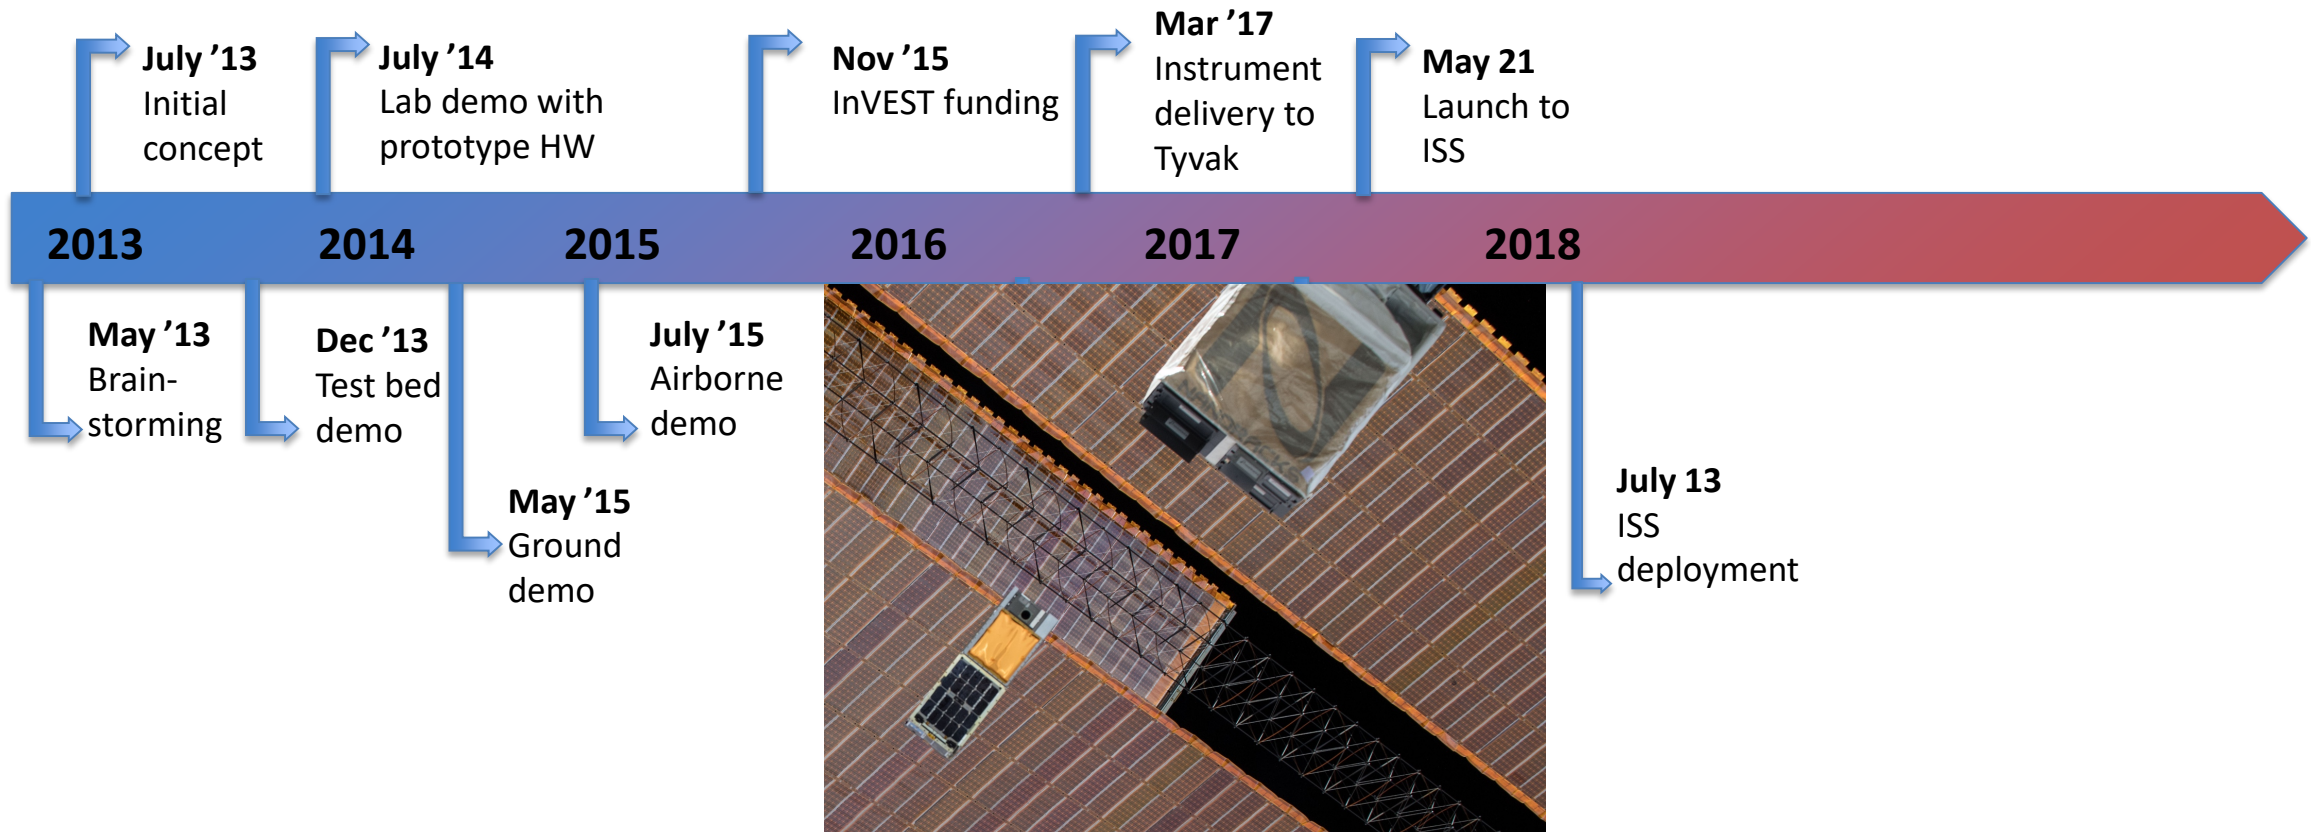 July ’13
Initial
concept
July ’14
Lab demo with
prototype HW
Nov ’15
InVEST funding
Mar ’17
Instrument
delivery to
Tyvak
May 21
Launch to
ISS
2013
2014
2015
2016
2017
2018
May ’13
Brain-
storming
Dec ’13
Test bed
demo
May ’15
Ground
demo
July ’15
Airborne
demo
July 13
ISS
deployment